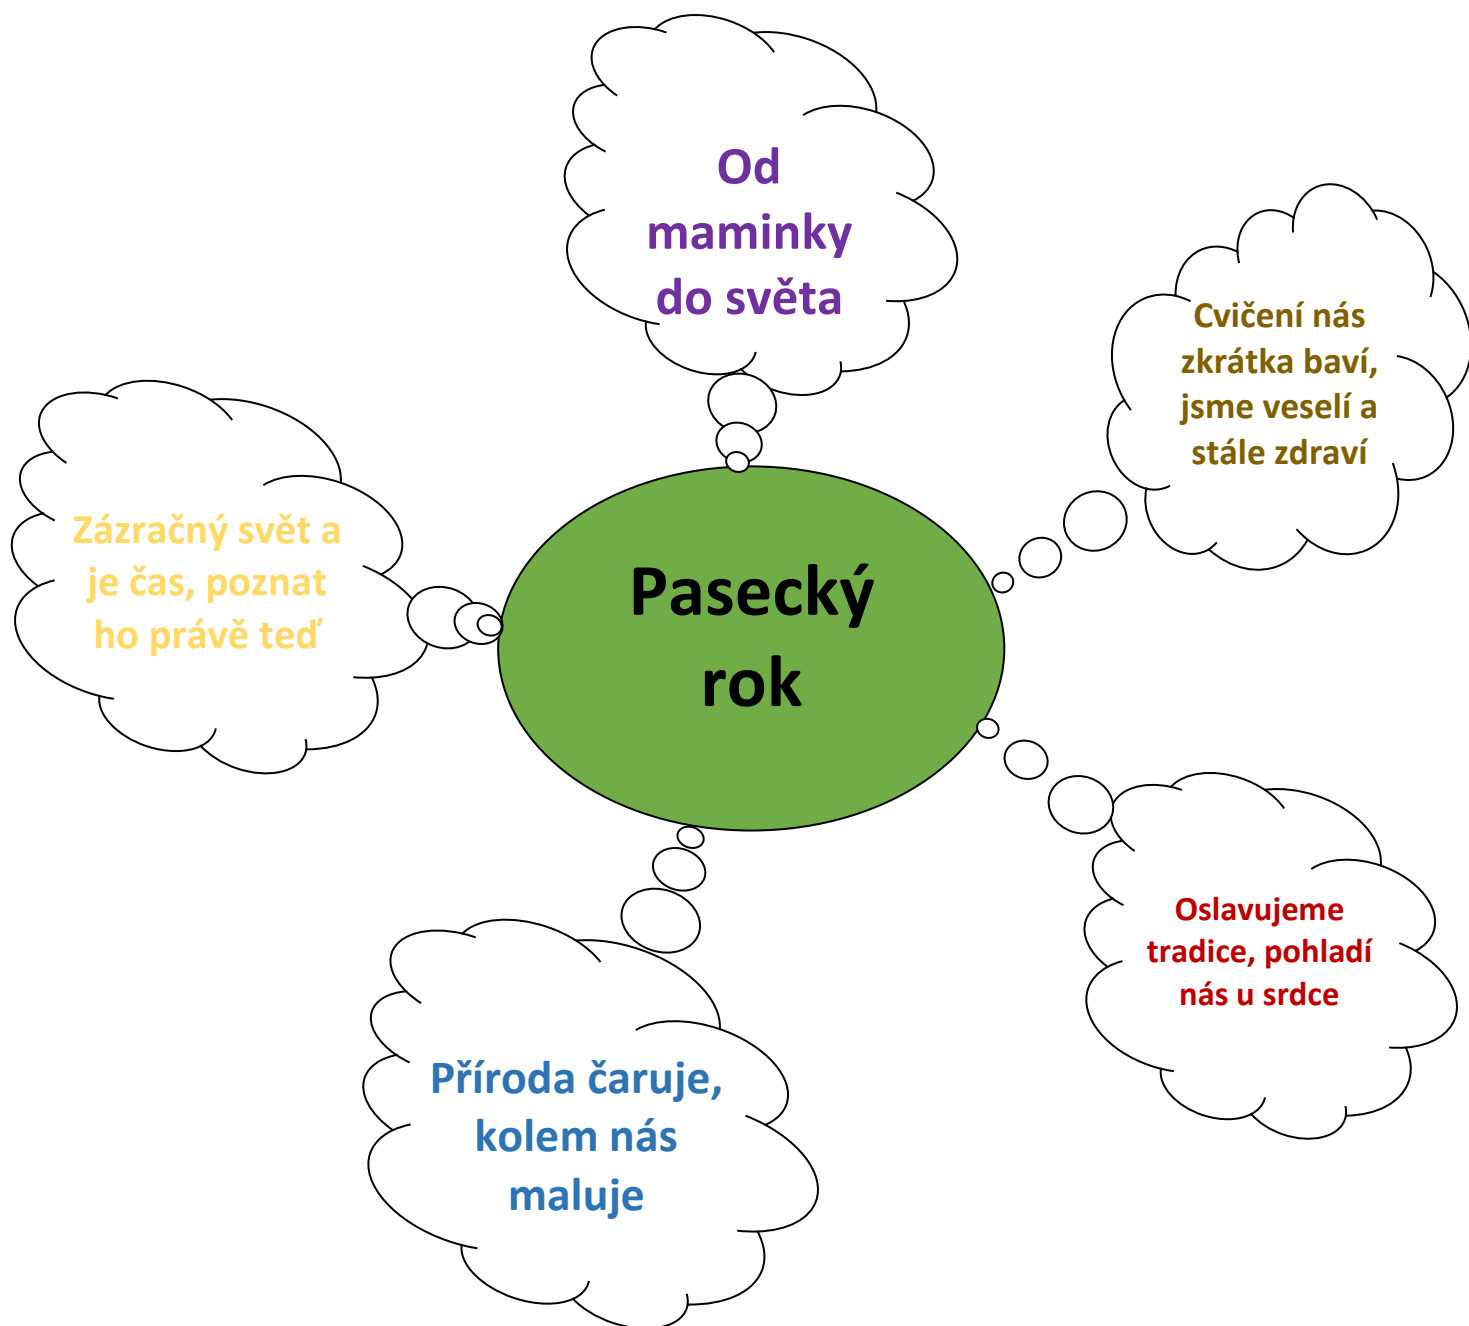 Od
maminky
do světa
Cvičení nás
zkrátka baví,
jsme veselí a
stále zdraví
Zázračný svět a
je čas, poznat
ho právě teď
Pasecký
rok
Oslavujeme
tradice, pohladí
nás u srdce
Příroda čaruje,
kolem nás
maluje